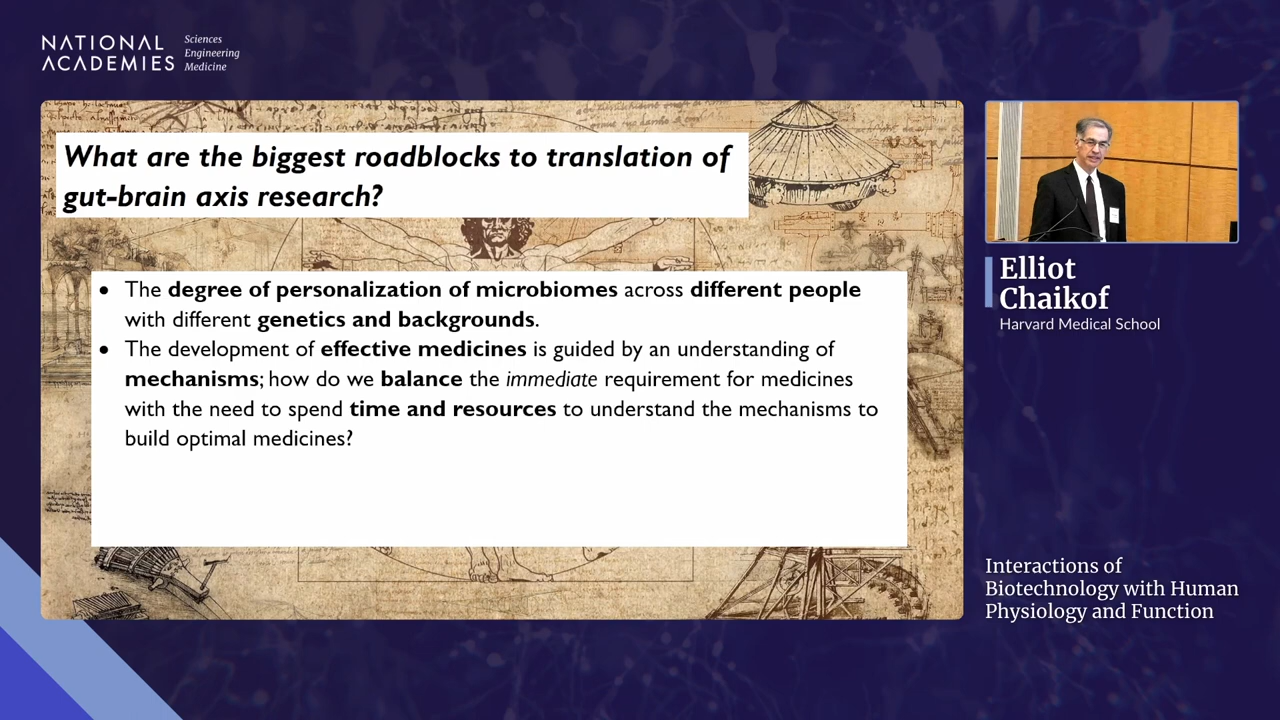 NATIONAL
ACADEMIES
Sciences
Engineering
Medicine
What are the biggest roadblocks to translation of
gut-brain axis research?
• The degree of personalization of microbiomes across different people
with different genetics and backgrounds.
• The development of effective medicines is guided by an understanding of
mechanisms; how do we balance the immediate requirement for medicines
with the need to spend time and resources to understand the mechanisms to
build optimal medicines?
Elliot
Chaikof
Harvard Medical School
Interactions of
Biotechnology with Human
Physiology and Function